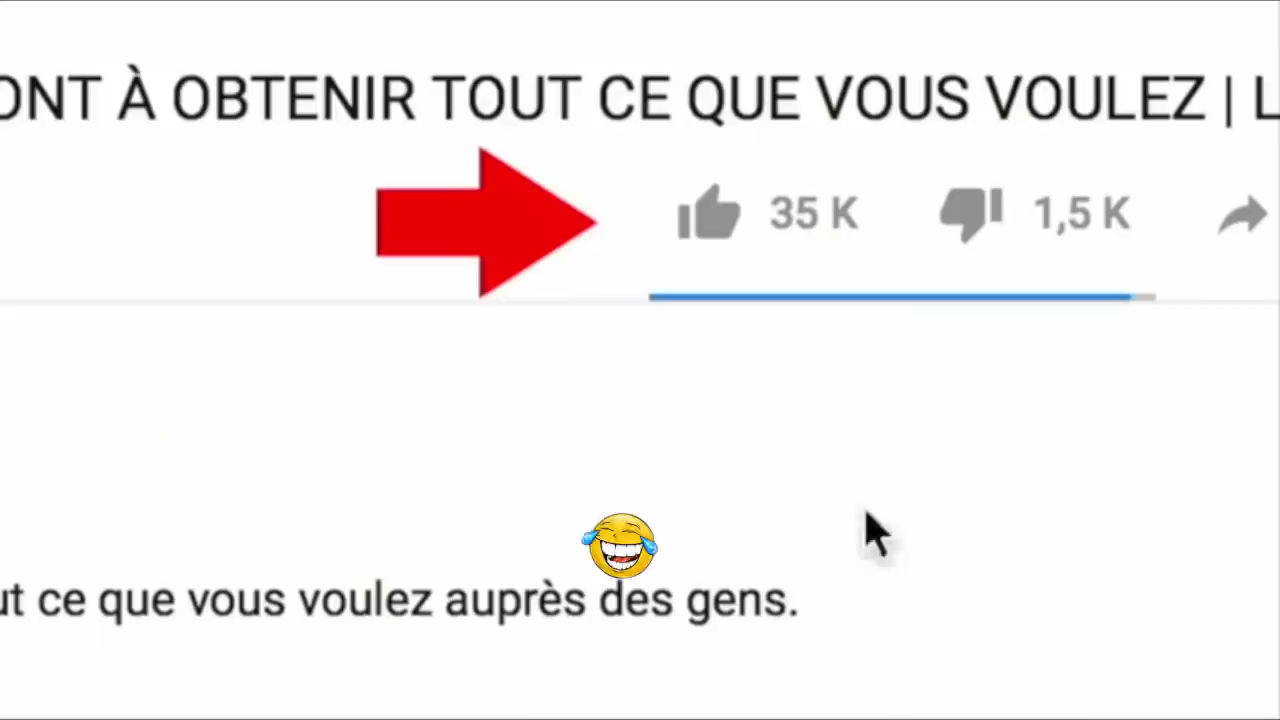 ONT À OBTENIR TOUT CE QUE VOUS VOULEZ | L
35 K 1,5 K
ut ce que vous voulez auprès des gens.